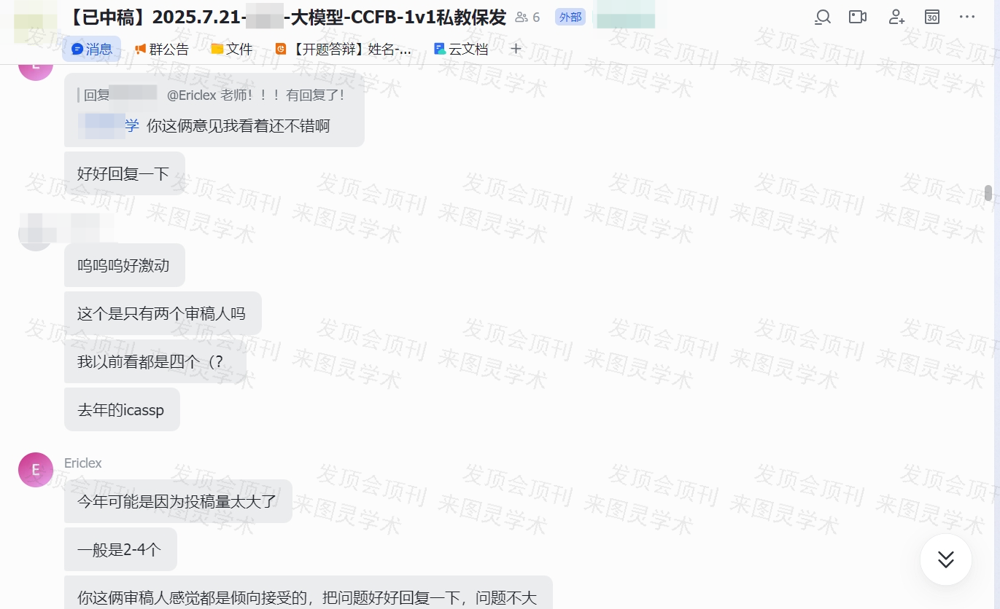 【已中稿】2025.7.21-
-大模型-CCFB-1v1私教保发
6
外部
30
消息
群公告
文件
【开题答辩】姓名-...
云文档
回复
@Ericlex 老师！！！有回复了！
学 你这俩意见我看着还不错啊
好好回复一下
呜呜呜好激动
这个是只有两个审稿人吗
我以前看都是四个（？
去年的icassp
E
Ericlex
今年可能是因为投稿量太大了
一般是2-4个
你这俩审稿人感觉都是倾向接受的，把问题好好回复一下，问题不大
发顶会顶刊
来图灵学术